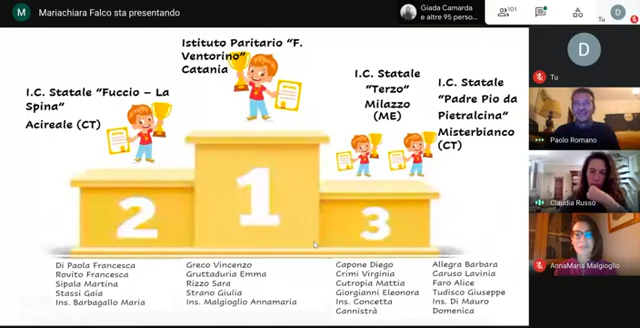 M Mariachiara Falco sta presentando
Giada Camarda
e altre 95 perso...
101
Tu
Istituto Paritario "F.
Ventorino"
Catania
I.C. Statale "Fuccio – La
Spina"
Acireale (CT)
I.C. Statale
"Terzo"
Milazzo
(ME)
I.C. Statale
"Padre Pio da
Pietralcina"
Misterbianco
(CT)
2
1
3
Di Paola Francesca
Rovito Francesca
Sipala Martina
Stassi Gaia
Ins. Barbagallo Maria
Greco Vincenzo
Gruttaduria Emma
Rizzo Sara
Strano Giulia
Ins. Malgioglio Annamaria
Capone Diego
Crimi Virginia
Cutropia Mattia
Giorgianni Eleonora
Ins. Concetta
Cannistrà
Allegra Barbara
Caruso Lavinia
Faro Alice
Tudisco Giuseppe
Ins. Di Mauro
Domenica
D
Tu
Paolo Romano
Claudia Russo
AnnaMaria Malgioglio